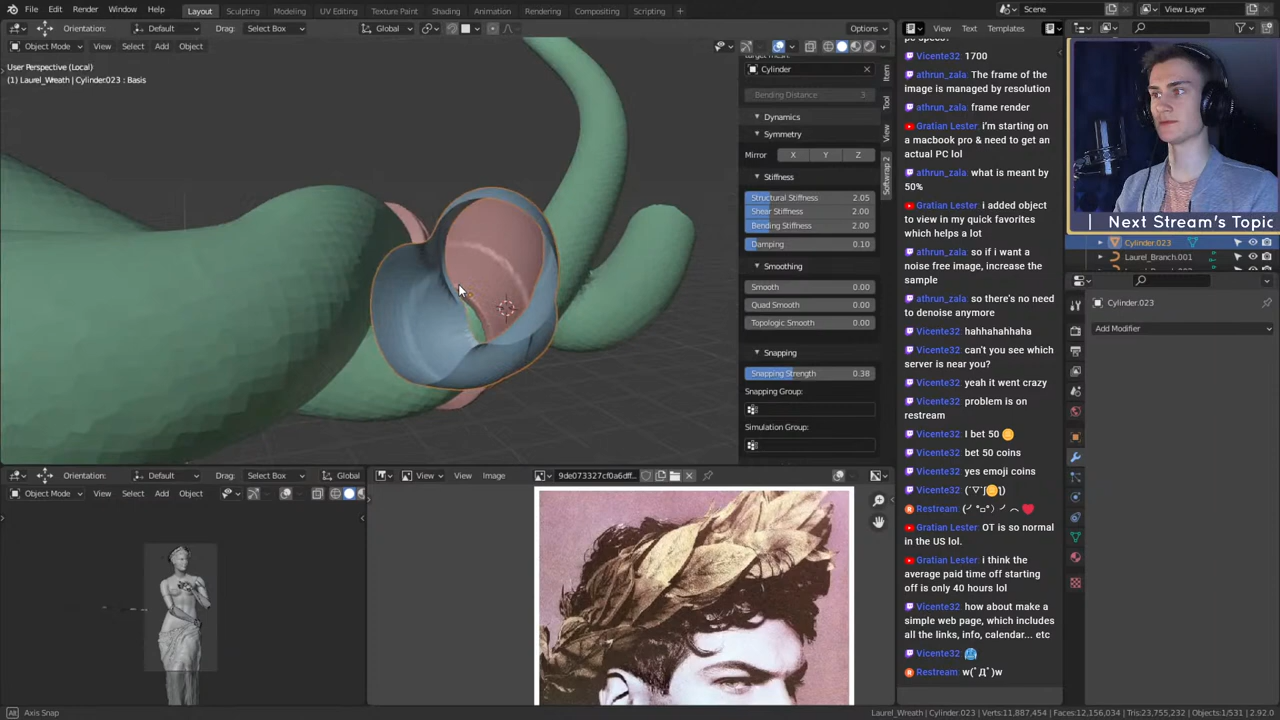 File Edit Render Window Help Layout Sculpting Modeling UV Editing Texture Paint Shading Animation Rendering Compositing Scripting + Scene View Layer
Orientation: Default Drag: Select Box Global Options
Object Mode View Select Add Object
User Perspective (Local)
(1) Laurel_Wreath | Cylinder.023 : Basis
Cylinder
Bending Distance 3
Dynamics
Symmetry
Mirror X Y Z
Stiffness
Structural Stiffness 2.05
Shear Stiffness 2.00
Bending Stiffness 2.00
Damping 0.10
Smoothing
Smooth 0.00
Quad Smooth 0.00
Topologic Smooth 0.00
Snapping
Snapping Strength 0.38
Snapping Group:
Simulation Group:
Item
Tool
View
Softwrap 2
View Text Templates
Vicente32 1700
athrun_zala: The frame of the
image is managed by resolution
athrun_zala: frame render
Gratian Lester: i'm starting on
a macbook pro & need to get an
actual PC lol
athrun_zala: what is meant by
50%
Gratian Lester: i added object
to view in my quick favorites
which helps a lot
athrun_zala: so if i want a
noise free image, increase the
sample
athrun_zala: so there's no need
to denoise anymore
Vicente32: hahhahahhaha
Vicente32: can't you see which
server is near you?
Vicente32: yeah it went crazy
Vicente32: problem is on
restream
Vicente32: I bet 50
Vicente32: bet 50 coins
Vicente32: yes emoji coins
Gratian Lester: OT is so normal
in the US lol.
Gratian Lester: i think the
average paid time off starting
off is only 40 hours lol
Vicente32: how about make a
simple web page, which includes
all the links, info, calendar... etc
Vicente32:
Restream: w(ﾟДﾟ)w
Next Stream's Topic
Cylinder.023
Laurel_Branch.001
Cylinder.023
Add Modifier
Orientation: Default Drag: Select Box Global
Object Mode View Select Add Object
View View Image 9de073327cf0a6dff...
Axis Snap
Laurel_Wreath | Cylinder.023 | Verts:11,887,454 | Faces:12,156,034 | Tris:23,755,232 | Objects:1/531 | 2.92.0